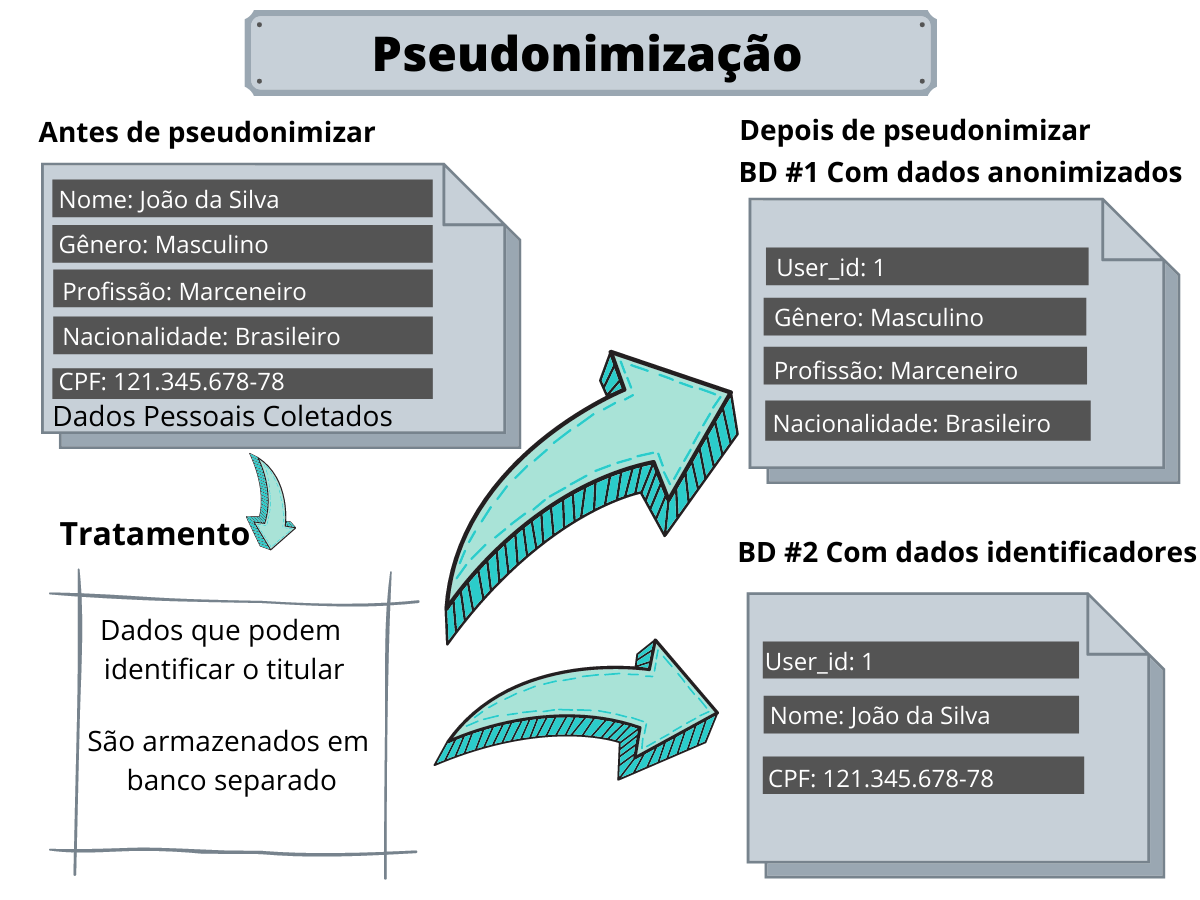 Pseudonimização
Antes de pseudonimizar
Nome: João da Silva
Gênero: Masculino
Profissão: Marceneiro
Nacionalidade: Brasileiro
CPF: 121.345.678-78
Dados Pessoais Coletados
Tratamento
Dados que podem
identificar o titular
São armazenados em
banco separado
Depois de pseudonimizar
BD #1 Com dados anonimizados
User_id: 1
Gênero: Masculino
Profissão: Marceneiro
Nacionalidade: Brasileiro
BD #2 Com dados identificadores
User_id: 1
Nome: João da Silva
CPF: 121.345.678-78